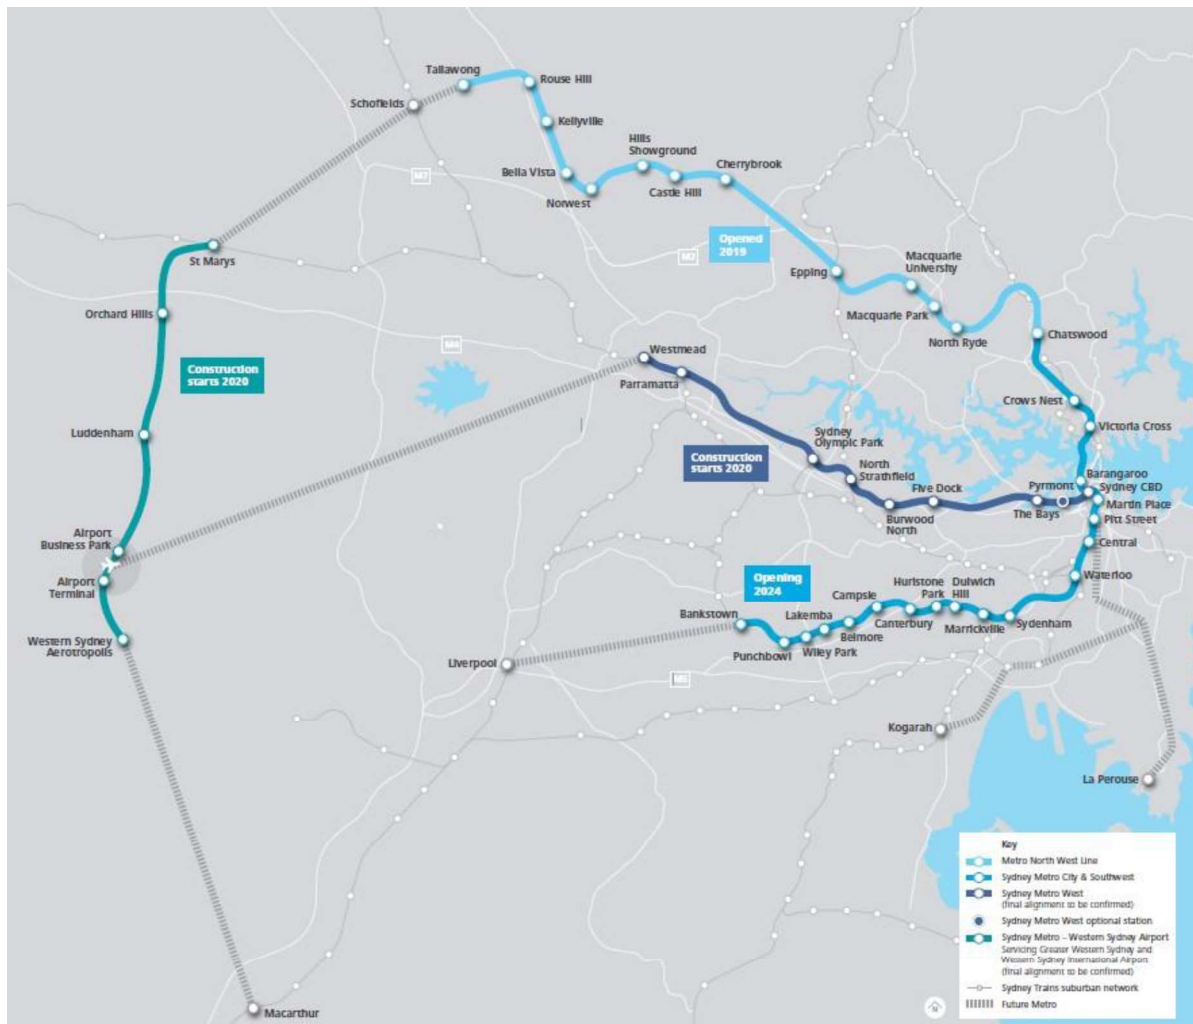 Tallawong
Rouse Hill
Schofields
Kellyville
Hills
Showground
Cherrybrook
Bella Vista
Castle Hill
M7
Norwest
Opened
2019
Macquarie
University
M2
St Marys
Epping
Orchard Hills
Macquarie Park
North Ryde
Chatswood
M4
Westmead
Parramatta
Construction
starts 2020
Crows Nest
Victoria Cross
Luddenham
Sydney
Olympic Park
Construction
starts 2020
North
Strathfield
Barangaroo
Pyrmont
Sydney CBD
Five Dock
Martin Place
The Bays
Burwood
North
Pitt Street
Airport
Business Park
Central
Airport
Terminal
Opening
2024
Waterloo
Hurlstone
Park
Dulwich
Hill
Campsie
Bankstown
Lakemba
Canterbury
Belmore
Marrickville
Sydenham
Western Sydney
Aerotropolis
Punchbowl
Wiley Park
Liverpool
M5
Kogarah
La Perouse
Macarthur
Key
Metro North West Line
Sydney Metro City & Southwest
Sydney Metro West
(final alignment to be confirmed)
Sydney Metro West optional station
Sydney Metro – Western Sydney Airport
Servicing Greater Western Sydney and
Western Sydney International Airport
(final alignment to be confirmed)
Sydney Trains suburban network
Future Metro
N